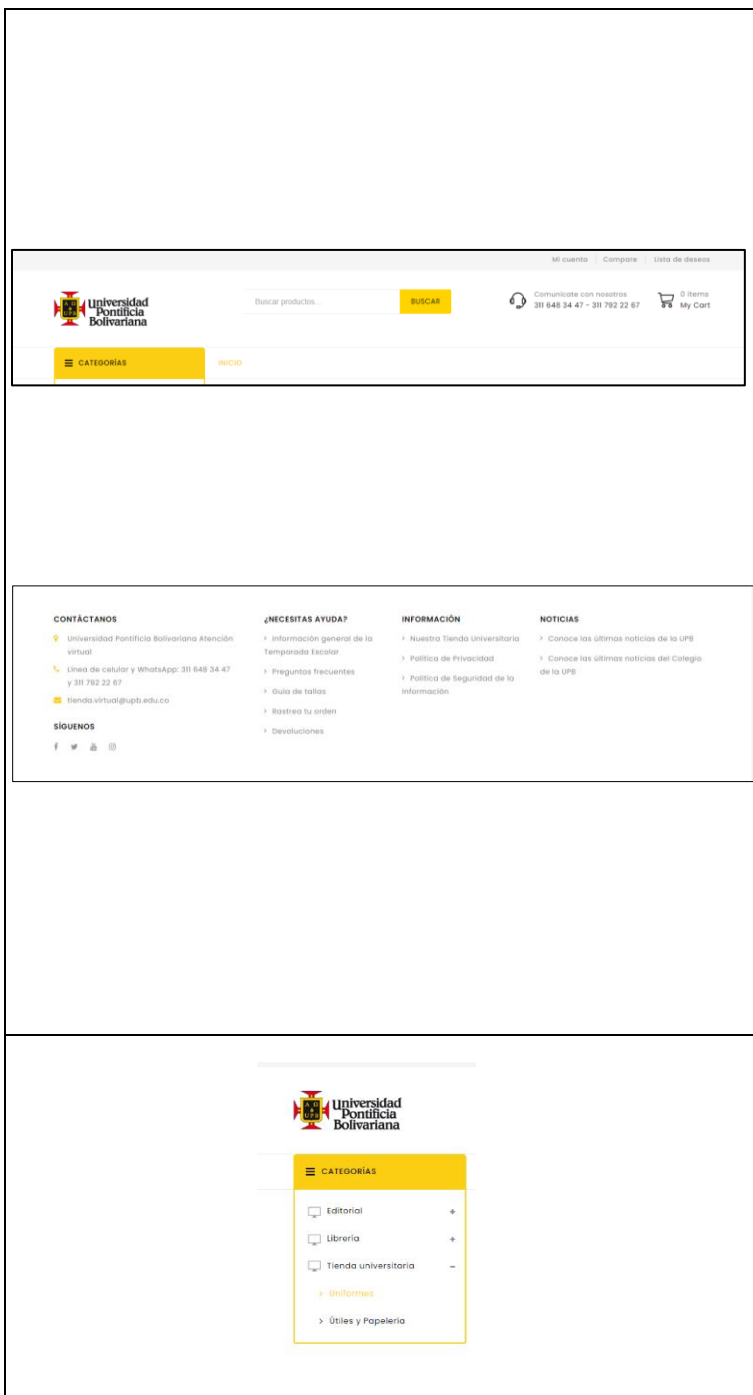 Mi cuenta Compare Lista de deseos
Universidad
Pontificia
Bolivariana
Buscar productos...
BUSCAR
Comunícate con nosotros
311 648 34 47 - 311 792 22 67
0 items
My Cart
CATEGORÍAS
INICIO
CONTÁCTANOS
Universidad Pontificia Bolivariana Atención
virtual
Línea de celular y WhatsApp: 311 648 34 47
y 311 792 22 67
tienda.virtual@upb.edu.co
SÍGUENOS
¿NECESITAS AYUDA?
> Información general de la
Temporada Escolar
> Preguntas frecuentes
> Guía de tallas
> Rastrea tu orden
> Devoluciones
INFORMACIÓN
> Nuestra Tienda Universitaria
> Política de Privacidad
> Política de Seguridad de la
Información
NOTICIAS
> Conoce las últimas noticias de la UPB
> Conoce las últimas noticias del Colegio
de la UPB
Universidad
Pontificia
Bolivariana
CATEGORÍAS
Editorial +
Librería +
Tienda universitaria –
> Uniformes
> Útiles y Papelería